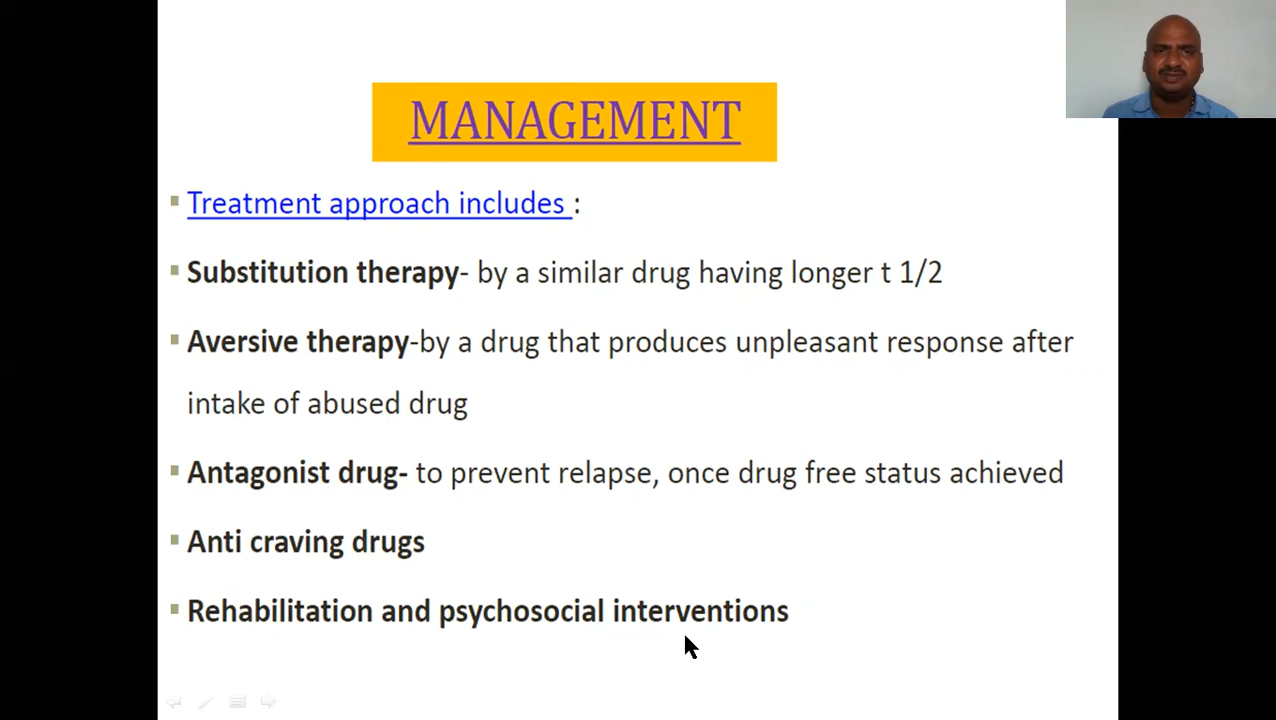 MANAGEMENT
Treatment approach includes :
Substitution therapy- by a similar drug having longer t 1/2
Aversive therapy-by a drug that produces unpleasant response after
intake of abused drug
Antagonist drug- to prevent relapse, once drug free status achieved
Anti craving drugs
Rehabilitation and psychosocial interventions